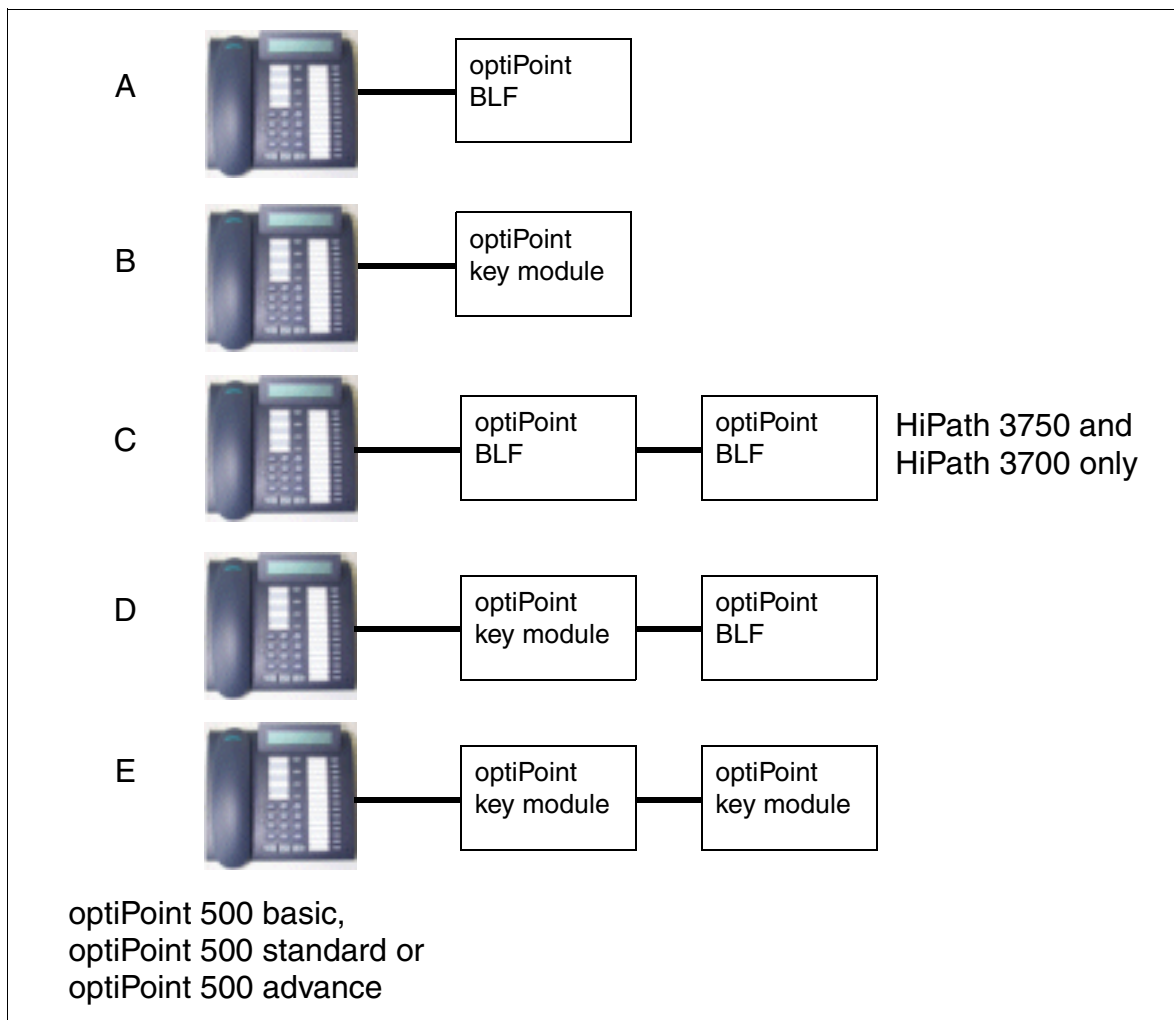 A
optiPoint
BLF
B
optiPoint
key module
C
optiPoint
BLF
optiPoint
BLF
HiPath 3750 and
HiPath 3700 only
D
optiPoint
key module
optiPoint
BLF
E
optiPoint
key module
optiPoint
key module
optiPoint 500 basic,
optiPoint 500 standard or
optiPoint 500 advance